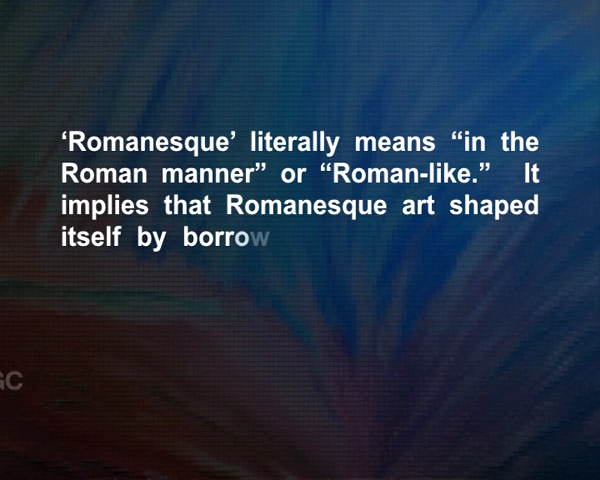 ‘Romanesque’ literally means “in the
Roman manner” or “Roman-like.” It
implies that Romanesque art shaped
itself by borrow
GC